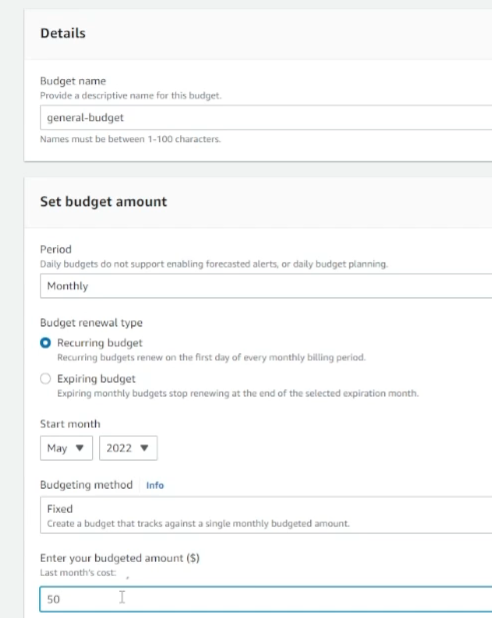 Details
Budget name
Provide a descriptive name for this budget.
general-budget
Names must be between 1-100 characters.
Set budget amount
Period
Daily budgets do not support enabling forecasted alerts, or daily budget planning.
Monthly
Budget renewal type
Recurring budget
Recurring budgets renew on the first day of every monthly billing period.
Expiring budget
Expiring monthly budgets stop renewing at the end of the selected expiration month.
Start month
May 2022
Budgeting method Info
Fixed
Create a budget that tracks against a single monthly budgeted amount.
Enter your budgeted amount ($)
Last month's cost:
50